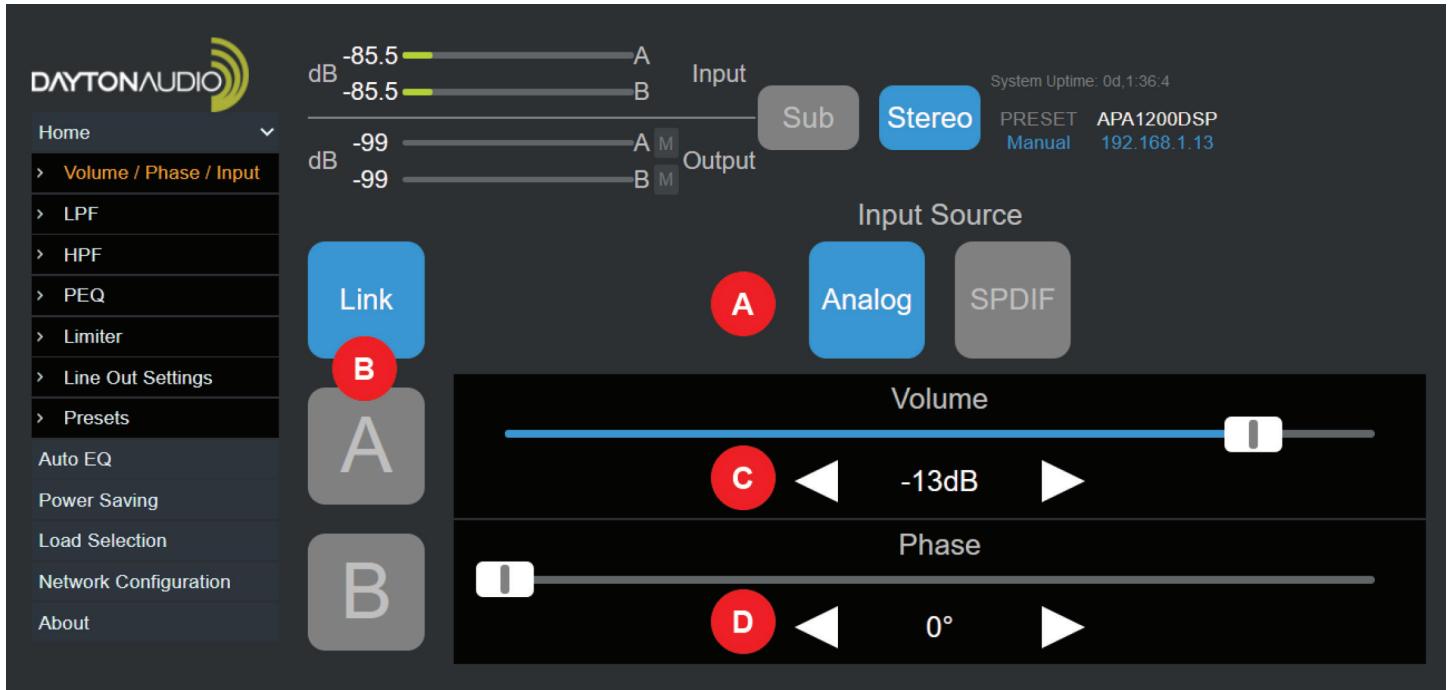 DAYTONAUDIO
Home
Volume / Phase / Input
LPF
HPF
PEQ
Limiter
Line Out Settings
Presets
Auto EQ
Power Saving
Load Selection
Network Configuration
About
dB -85.5 A
-85.5 B
Input
dB -99 A M
-99 B M
Output
Sub
Stereo
System Uptime: 0d,1:36:4
PRESET APA1200DSP
Manual 192.168.1.13
Input Source
Link
A
Analog
SPDIF
B
A
Volume
C
-13dB
B
Phase
D
0°